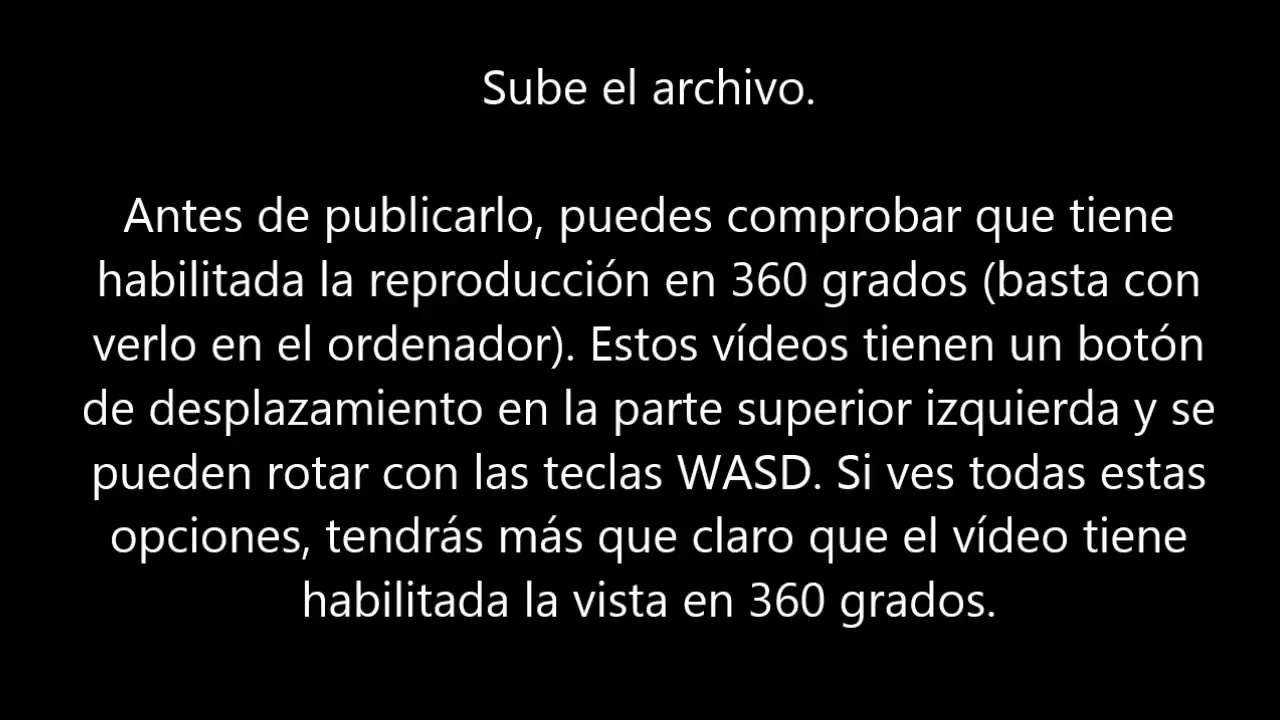 Sube el archivo.
Antes de publicarlo, puedes comprobar que tiene
habilitada la reproducción en 360 grados (basta con
verlo en el ordenador). Estos vídeos tienen un botón
de desplazamiento en la parte superior izquierda y se
pueden rotar con las teclas WASD. Si ves todas estas
opciones, tendrás más que claro que el vídeo tiene
habilitada la vista en 360 grados.